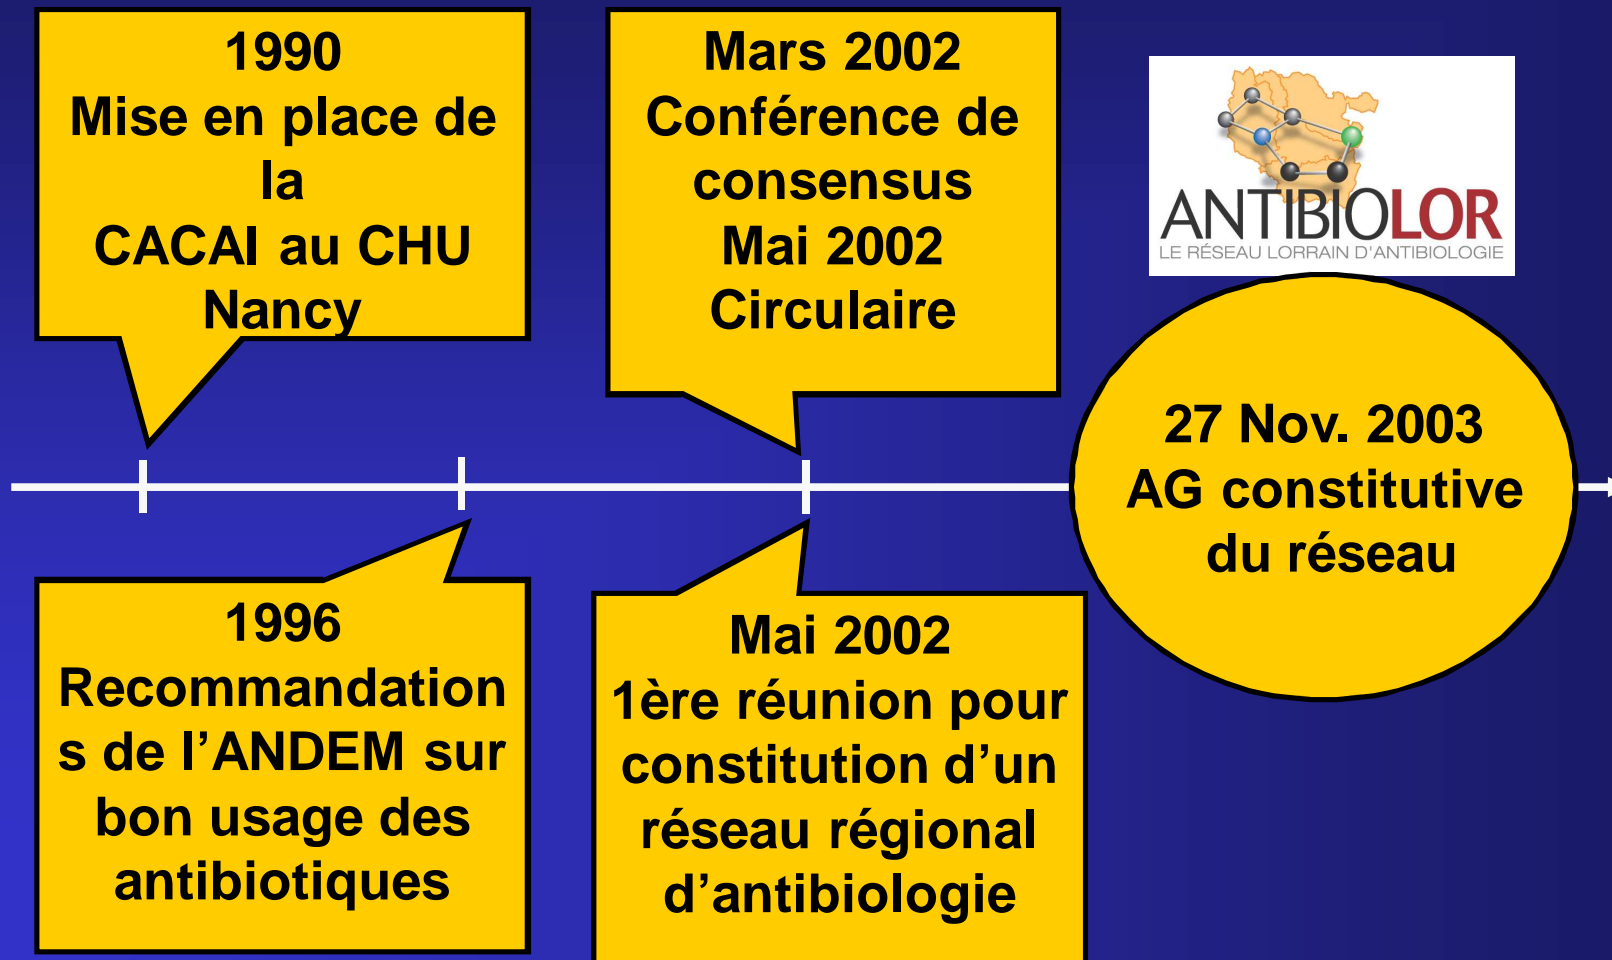 1990
Mise en place de
la
CACAI au CHU
Nancy
Mars 2002
Conférence de
consensus
Mai 2002
Circulaire
ANTIBIOLOR
LE RÉSEAU LORRAIN D'ANTIBIOLOGIE
27 Nov. 2003
AG constitutive
du réseau
1996
Recommandation
s de l’ANDEM sur
bon usage des
antibiotiques
Mai 2002
1ère réunion pour
constitution d’un
réseau régional
d’antibiologie